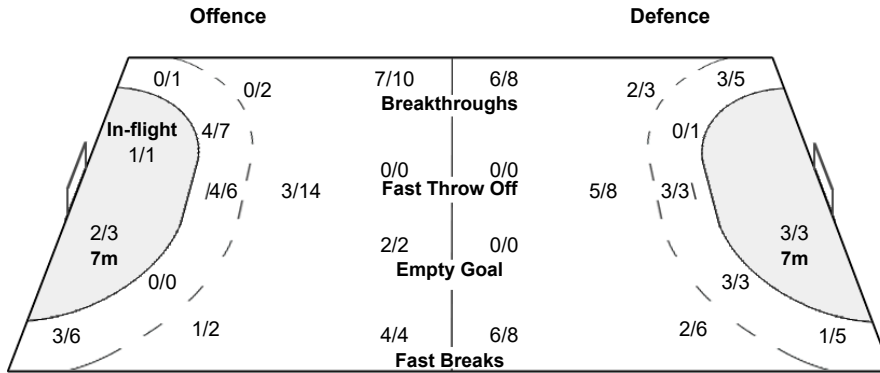 Offence Defence
0/1 0/2 7/10 6/8 2/3 3/5
Breakthroughs
In-flight 4/7 0/1
1/1
0/0 0/0
4/6 3/14 Fast Throw Off 5/8 3/3
2/3 3/3
7m 2/2 0/0 7m
Empty Goal
0/0 3/3
3/6 1/2 4/4 6/8 2/6 1/5
Fast Breaks